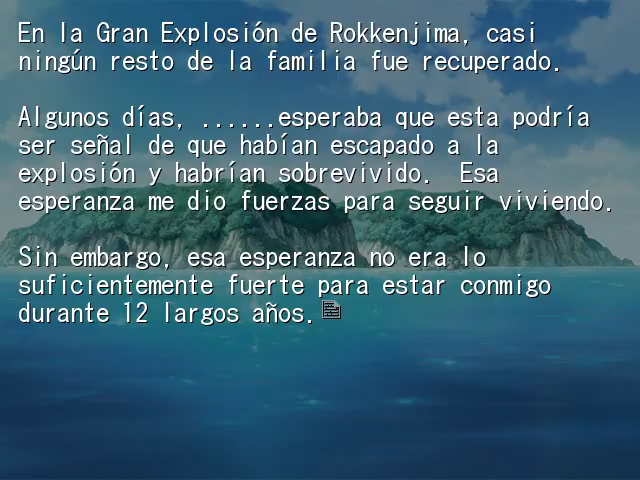 En la Gran Explosión de Rokkenjima, casi
ningún resto de la familia fue recuperado.
Algunos días, ......esperaba que esta podría
ser señal de que habían escapado a la
explosión y habrían sobrevivido.  Esa
esperanza me dio fuerzas para seguir viviendo.
Sin embargo, esa esperanza no era lo
suficientemente fuerte para estar conmigo
durante 12 largos años.